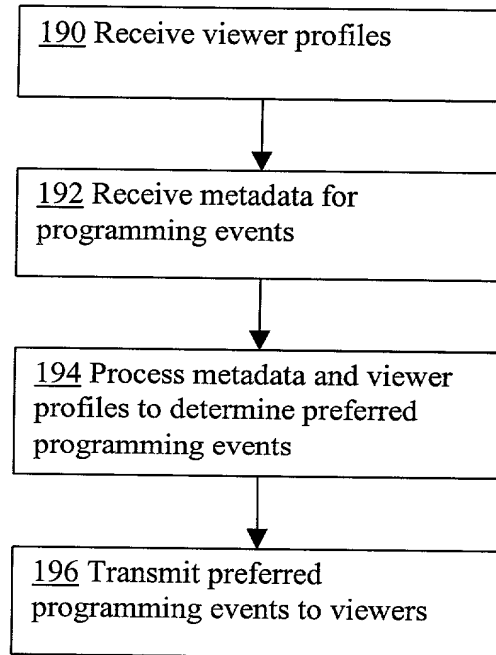 190 Receive viewer profiles
192 Receive metadata for
programming events
194 Process metadata and viewer
profiles to determine preferred
programming events
196 Transmit preferred
programming events to viewers